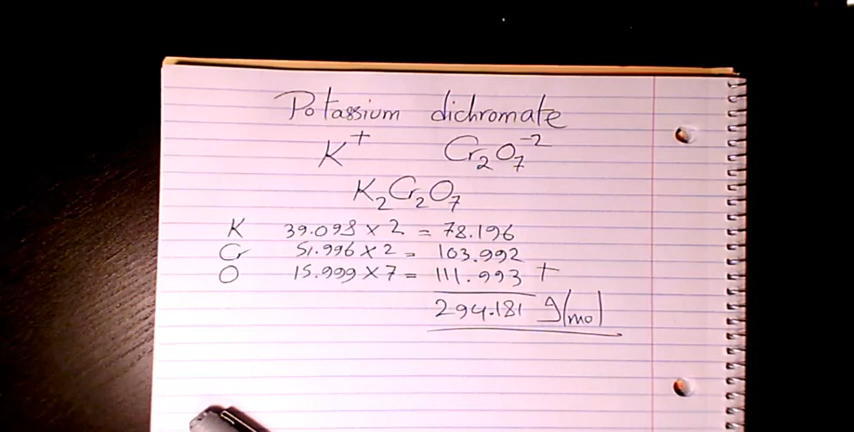 Potassium dichromate
K⁺ Cr₂O₇⁻²
K₂Cr₂O₇
K 39.098 × 2 = 78.196
Cr 51.996 × 2 = 103.992
O 15.999 × 7 = 111.993 +
294.181 g/mol